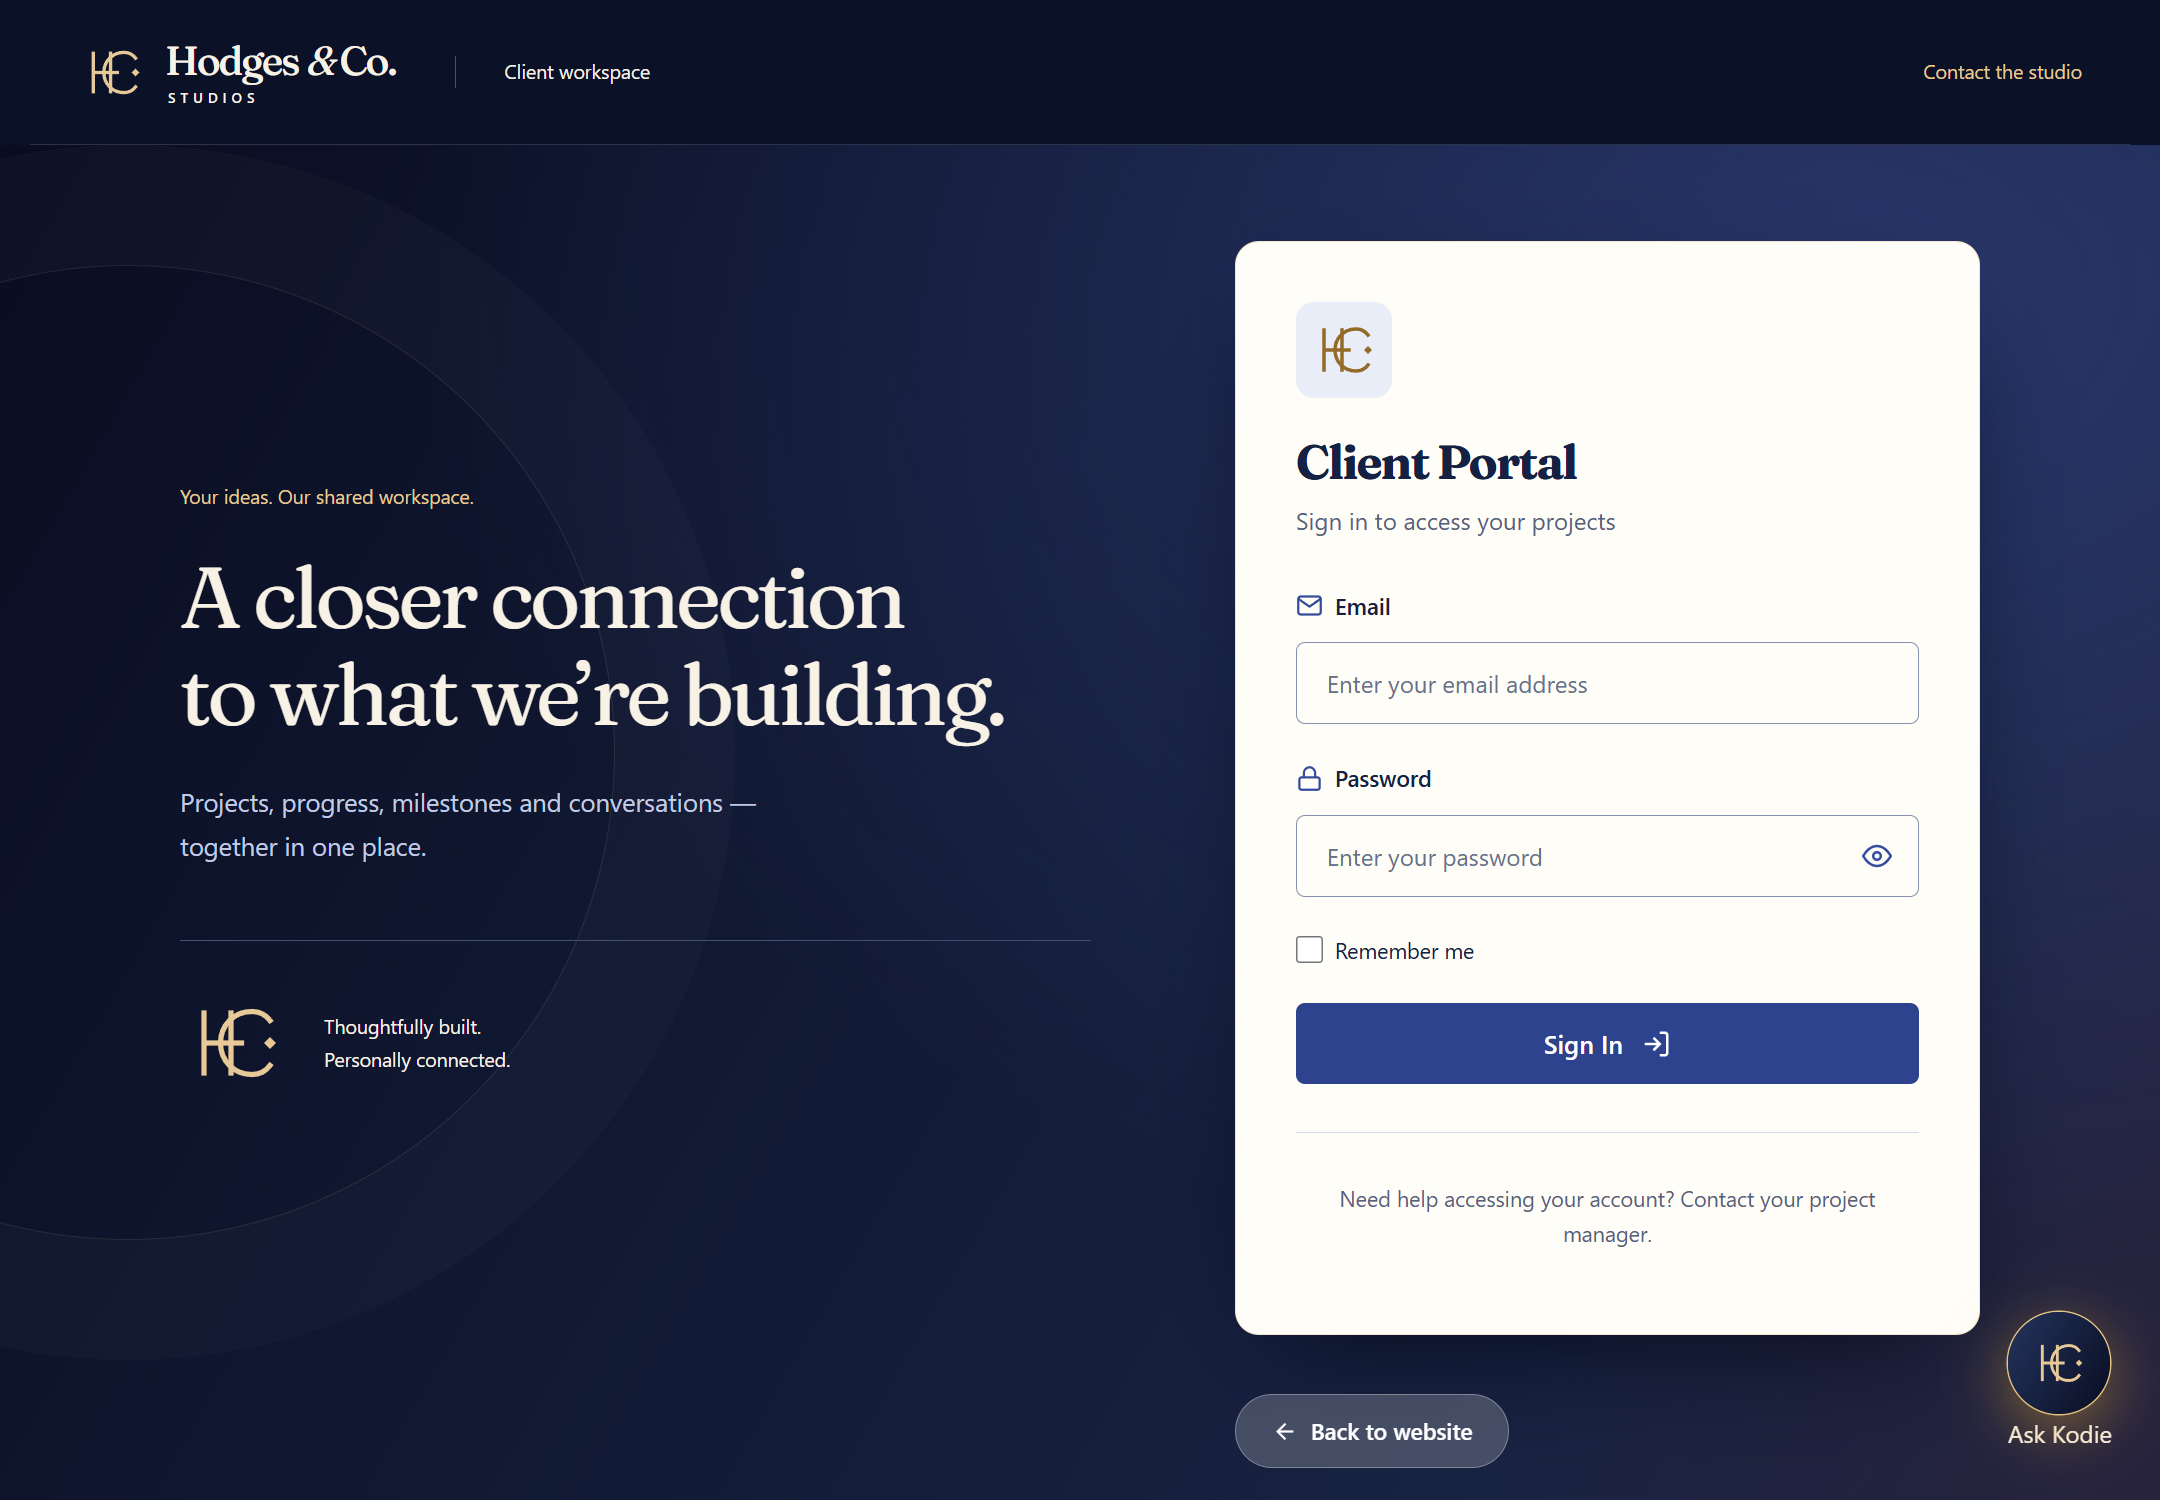 Hodges & Co.
STUDIOS
Client workspace
Contact the studio
Your ideas. Our shared workspace.
A closer connection
to what we’re building.
Projects, progress, milestones and conversations —
together in one place.
Thoughtfully built.
Personally connected.
Client Portal
Sign in to access your projects
Email
Enter your email address
Password
Enter your password
Remember me
Sign In
Need help accessing your account? Contact your project
manager.
Back to website
Ask Kodie